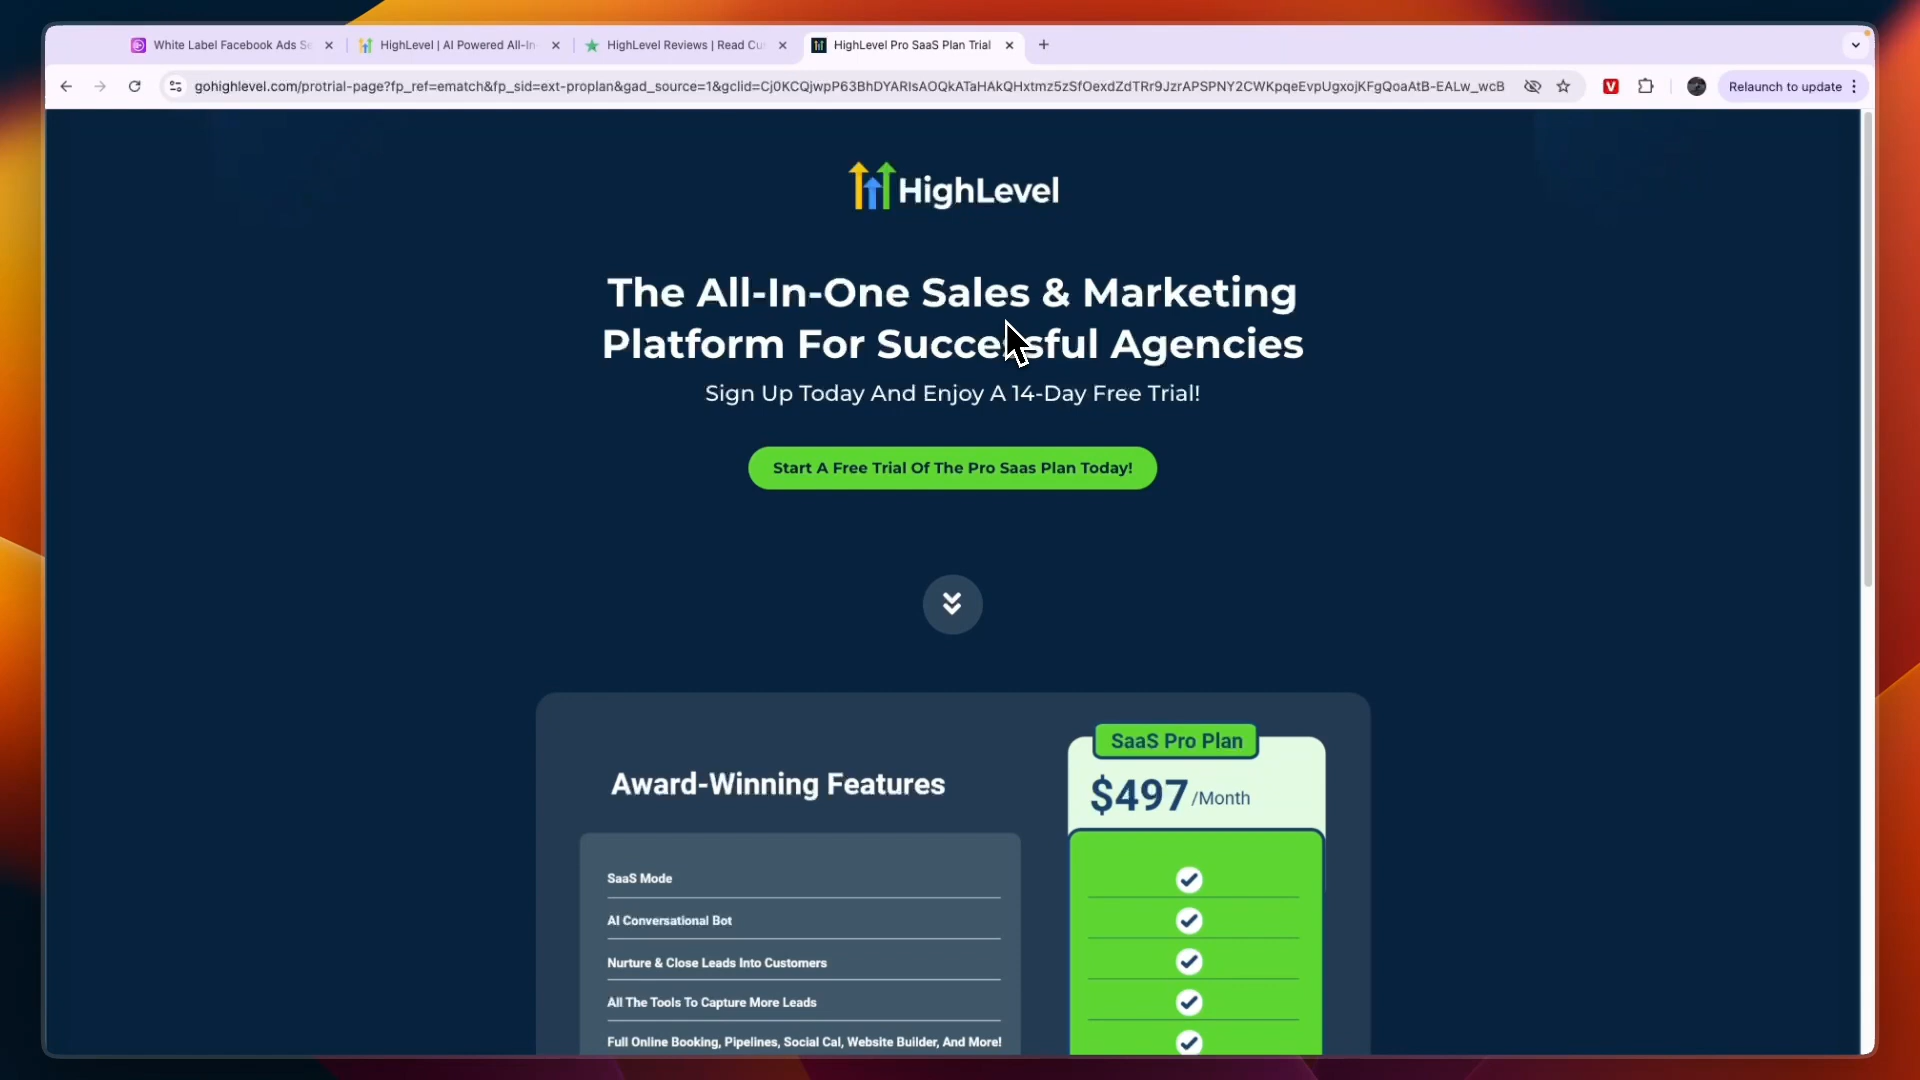 White Label Facebook Ads Se
HighLevel | AI Powered All-In-
HighLevel Reviews | Read Cu
HighLevel Pro SaaS Plan Trial
gohighlevel.com/protrial-page?fp_ref=ematch&fp_sid=ext-proplan&gad_source=1&gclid=Cj0KCQjwpP63BhDYARIsAOQkATaHAkQHxtmz5zSfOexdZdTRr9JzrAPSPNY2CWKpqeEvpUgxojKFgQoaAtB-EALw_wcB
V
Relaunch to update
HighLevel
The All-In-One Sales & Marketing
Platform For Successful Agencies
Sign Up Today And Enjoy A 14-Day Free Trial!
Start A Free Trial Of The Pro Saas Plan Today!
SaaS Pro Plan
Award-Winning Features
$497 /Month
SaaS Mode
AI Conversational Bot
Nurture & Close Leads Into Customers
All The Tools To Capture More Leads
Full Online Booking, Pipelines, Social Cal, Website Builder, And More!